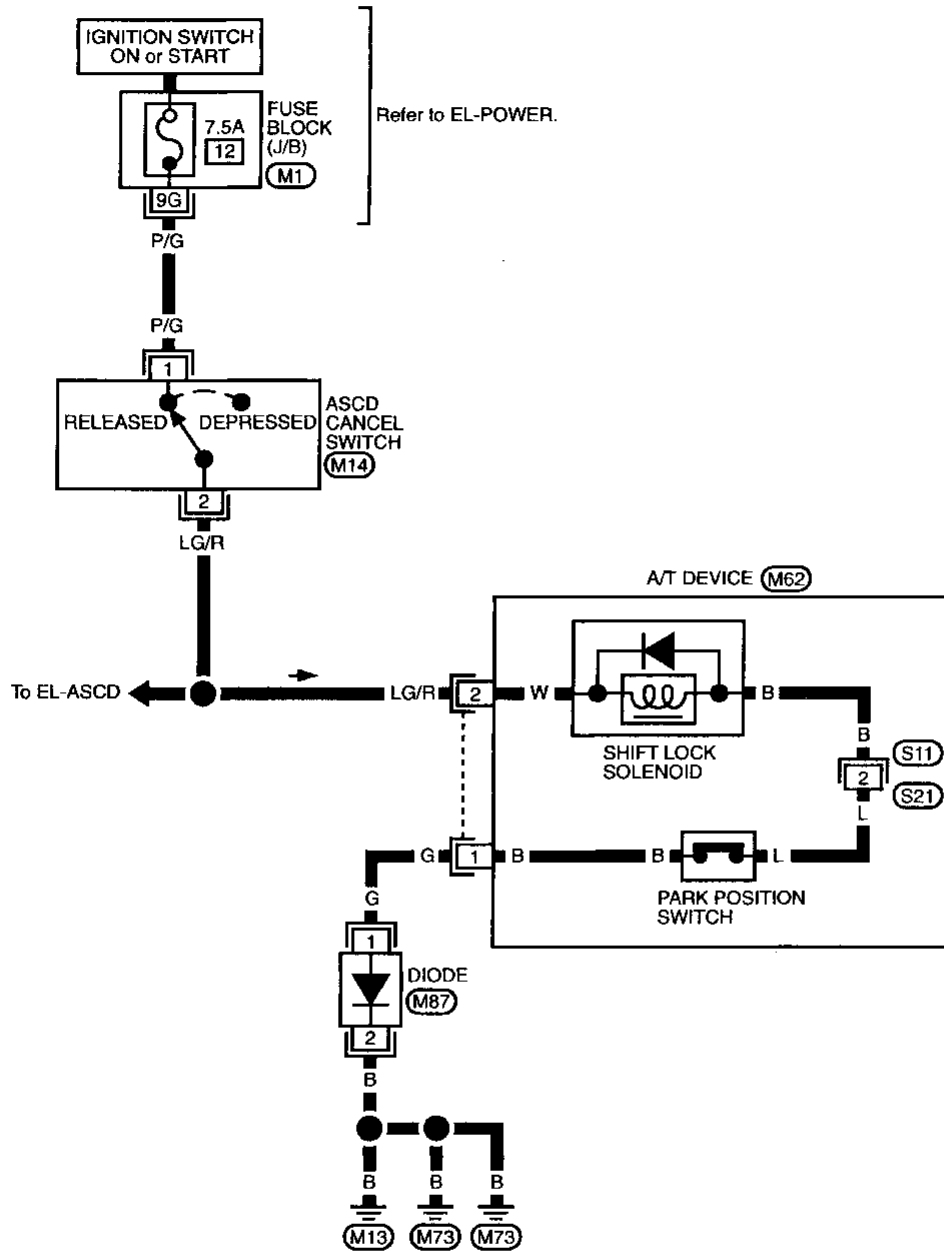 IGNITION SWITCH
ON or START
7.5A
12
FUSE
BLOCK
(J/B)
M1
Refer to EL-POWER.
9G
P/G
P/G
1
RELEASED
DEPRESSED
ASCD
CANCEL
SWITCH
M14
2
LG/R
A/T DEVICE M62
To EL-ASCD
LG/R
2
W
B
SHIFT LOCK
SOLENOID
B
S11
2
S21
L
G
1
B
B
L
PARK POSITION
SWITCH
G
1
DIODE
M87
2
B
B
B
B
M13
M73
M73